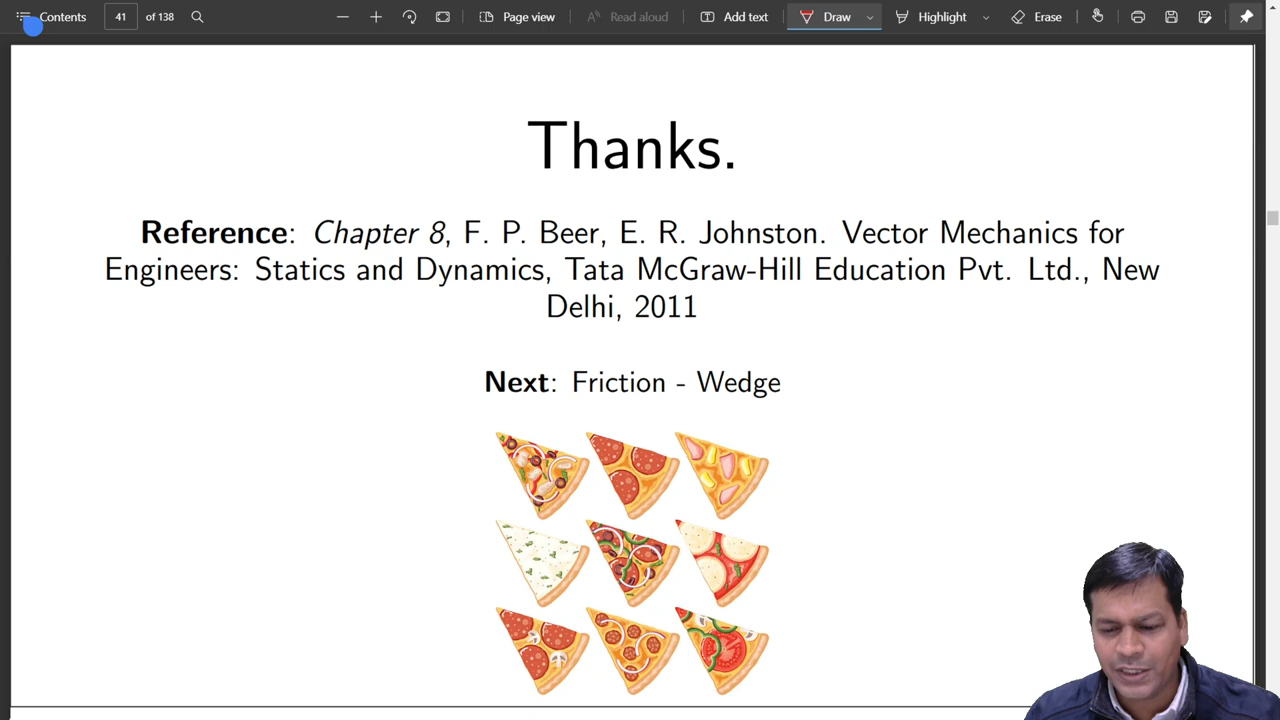 Contents 41 of 138 Page view Read aloud Add text Draw Highlight Erase
Thanks.
Reference: Chapter 8, F. P. Beer, E. R. Johnston. Vector Mechanics for
Engineers: Statics and Dynamics, Tata McGraw-Hill Education Pvt. Ltd., New
Delhi, 2011
Next: Friction - Wedge